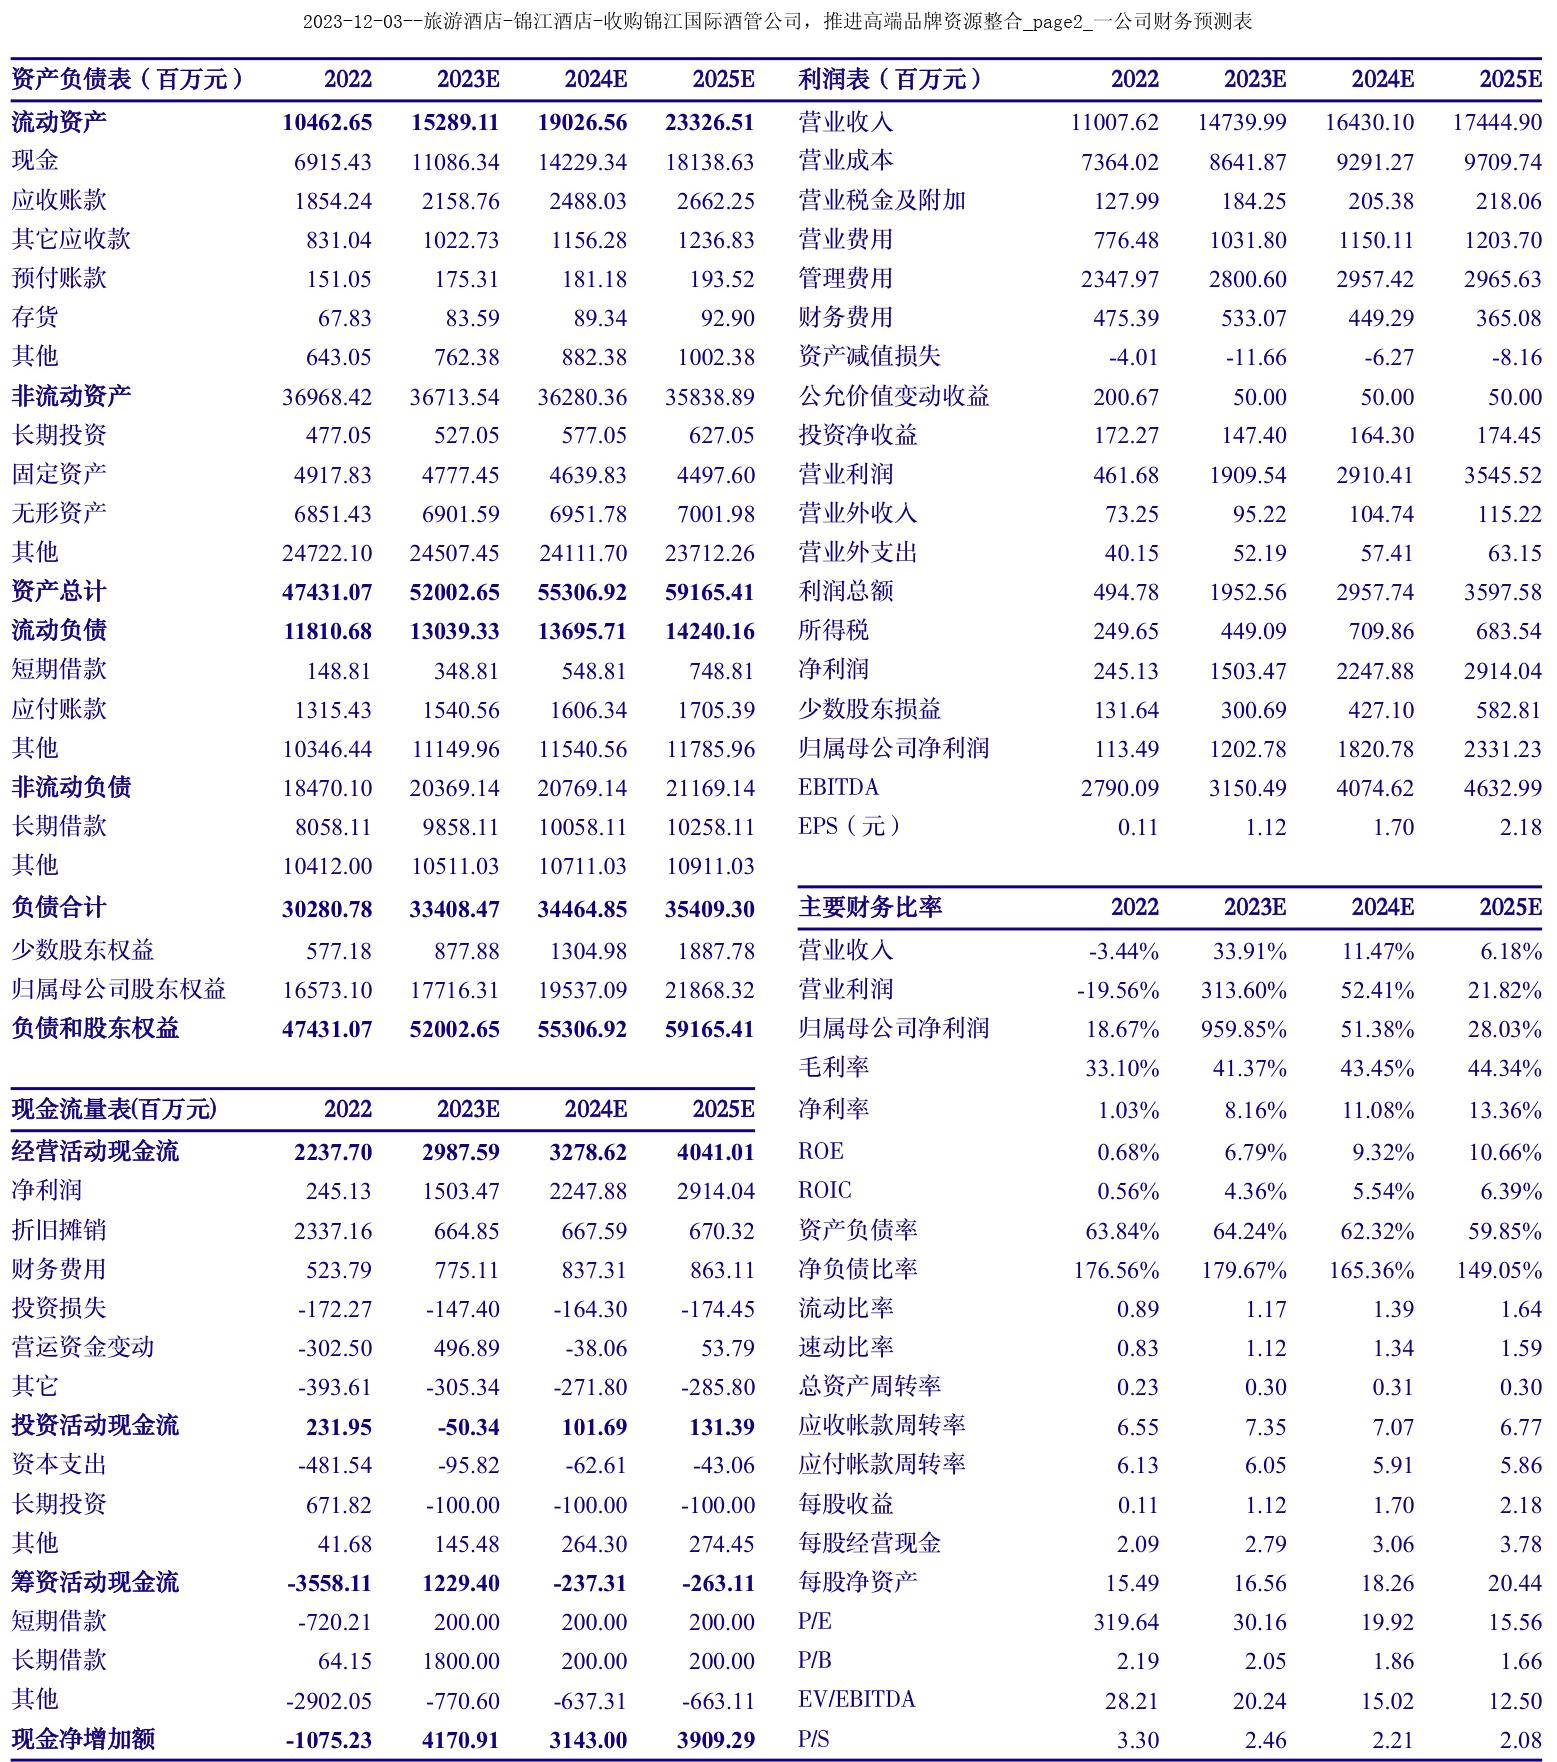 2023-12-03--旅游酒店-锦江酒店-收购锦江国际酒管公司，推进高端品牌资源整合_page2_一公司财务预测表
资产负债表（百万元） 2022 2023E 2024E 2025E
流动资产 10462.65 15289.11 19026.56 23326.51
现金 6915.43 11086.34 14229.34 18138.63
应收账款 1854.24 2158.76 2488.03 2662.25
其它应收款 831.04 1022.73 1156.28 1236.83
预付账款 151.05 175.31 181.18 193.52
存货 67.83 83.59 89.34 92.90
其他 643.05 762.38 882.38 1002.38
非流动资产 36968.42 36713.54 36280.36 35838.89
长期投资 477.05 527.05 577.05 627.05
固定资产 4917.83 4777.45 4639.83 4497.60
无形资产 6851.43 6901.59 6951.78 7001.98
其他 24722.10 24507.45 24111.70 23712.26
资产总计 47431.07 52002.65 55306.92 59165.41
流动负债 11810.68 13039.33 13695.71 14240.16
短期借款 148.81 348.81 548.81 748.81
应付账款 1315.43 1540.56 1606.34 1705.39
其他 10346.44 11149.96 11540.56 11785.96
非流动负债 18470.10 20369.14 20769.14 21169.14
长期借款 8058.11 9858.11 10058.11 10258.11
其他 10412.00 10511.03 10711.03 10911.03
负债合计 30280.78 33408.47 34464.85 35409.30
少数股东权益 577.18 877.88 1304.98 1887.78
归属母公司股东权益 16573.10 17716.31 19537.09 21868.32
负债和股东权益 47431.07 52002.65 55306.92 59165.41
现金流量表(百万元) 2022 2023E 2024E 2025E
经营活动现金流 2237.70 2987.59 3278.62 4041.01
净利润 245.13 1503.47 2247.88 2914.04
折旧摊销 2337.16 664.85 667.59 670.32
财务费用 523.79 775.11 837.31 863.11
投资损失 -172.27 -147.40 -164.30 -174.45
营运资金变动 -302.50 496.89 -38.06 53.79
其它 -393.61 -305.34 -271.80 -285.80
投资活动现金流 231.95 -50.34 101.69 131.39
资本支出 -481.54 -95.82 -62.61 -43.06
长期投资 671.82 -100.00 -100.00 -100.00
其他 41.68 145.48 264.30 274.45
筹资活动现金流 -3558.11 1229.40 -237.31 -263.11
短期借款 -720.21 200.00 200.00 200.00
长期借款 64.15 1800.00 200.00 200.00
其他 -2902.05 -770.60 -637.31 -663.11
现金净增加额 -1075.23 4170.91 3143.00 3909.29
利润表（百万元） 2022 2023E 2024E 2025E
营业收入 11007.62 14739.99 16430.10 17444.90
营业成本 7364.02 8641.87 9291.27 9709.74
营业税金及附加 127.99 184.25 205.38 218.06
营业费用 776.48 1031.80 1150.11 1203.70
管理费用 2347.97 2800.60 2957.42 2965.63
财务费用 475.39 533.07 449.29 365.08
资产减值损失 -4.01 -11.66 -6.27 -8.16
公允价值变动收益 200.67 50.00 50.00 50.00
投资净收益 172.27 147.40 164.30 174.45
营业利润 461.68 1909.54 2910.41 3545.52
营业外收入 73.25 95.22 104.74 115.22
营业外支出 40.15 52.19 57.41 63.15
利润总额 494.78 1952.56 2957.74 3597.58
所得税 249.65 449.09 709.86 683.54
净利润 245.13 1503.47 2247.88 2914.04
少数股东损益 131.64 300.69 427.10 582.81
归属母公司净利润 113.49 1202.78 1820.78 2331.23
EBITDA 2790.09 3150.49 4074.62 4632.99
EPS（元） 0.11 1.12 1.70 2.18
主要财务比率 2022 2023E 2024E 2025E
营业收入 -3.44% 33.91% 11.47% 6.18%
营业利润 -19.56% 313.60% 52.41% 21.82%
归属母公司净利润 18.67% 959.85% 51.38% 28.03%
毛利率 33.10% 41.37% 43.45% 44.34%
净利率 1.03% 8.16% 11.08% 13.36%
ROE 0.68% 6.79% 9.32% 10.66%
ROIC 0.56% 4.36% 5.54% 6.39%
资产负债率 63.84% 64.24% 62.32% 59.85%
净负债比率 176.56% 179.67% 165.36% 149.05%
流动比率 0.89 1.17 1.39 1.64
速动比率 0.83 1.12 1.34 1.59
总资产周转率 0.23 0.30 0.31 0.30
应收帐款周转率 6.55 7.35 7.07 6.77
应付帐款周转率 6.13 6.05 5.91 5.86
每股收益 0.11 1.12 1.70 2.18
每股经营现金 2.09 2.79 3.06 3.78
每股净资产 15.49 16.56 18.26 20.44
P/E 319.64 30.16 19.92 15.56
P/B 2.19 2.05 1.86 1.66
EV/EBITDA 28.21 20.24 15.02 12.50
P/S 3.30 2.46 2.21 2.08